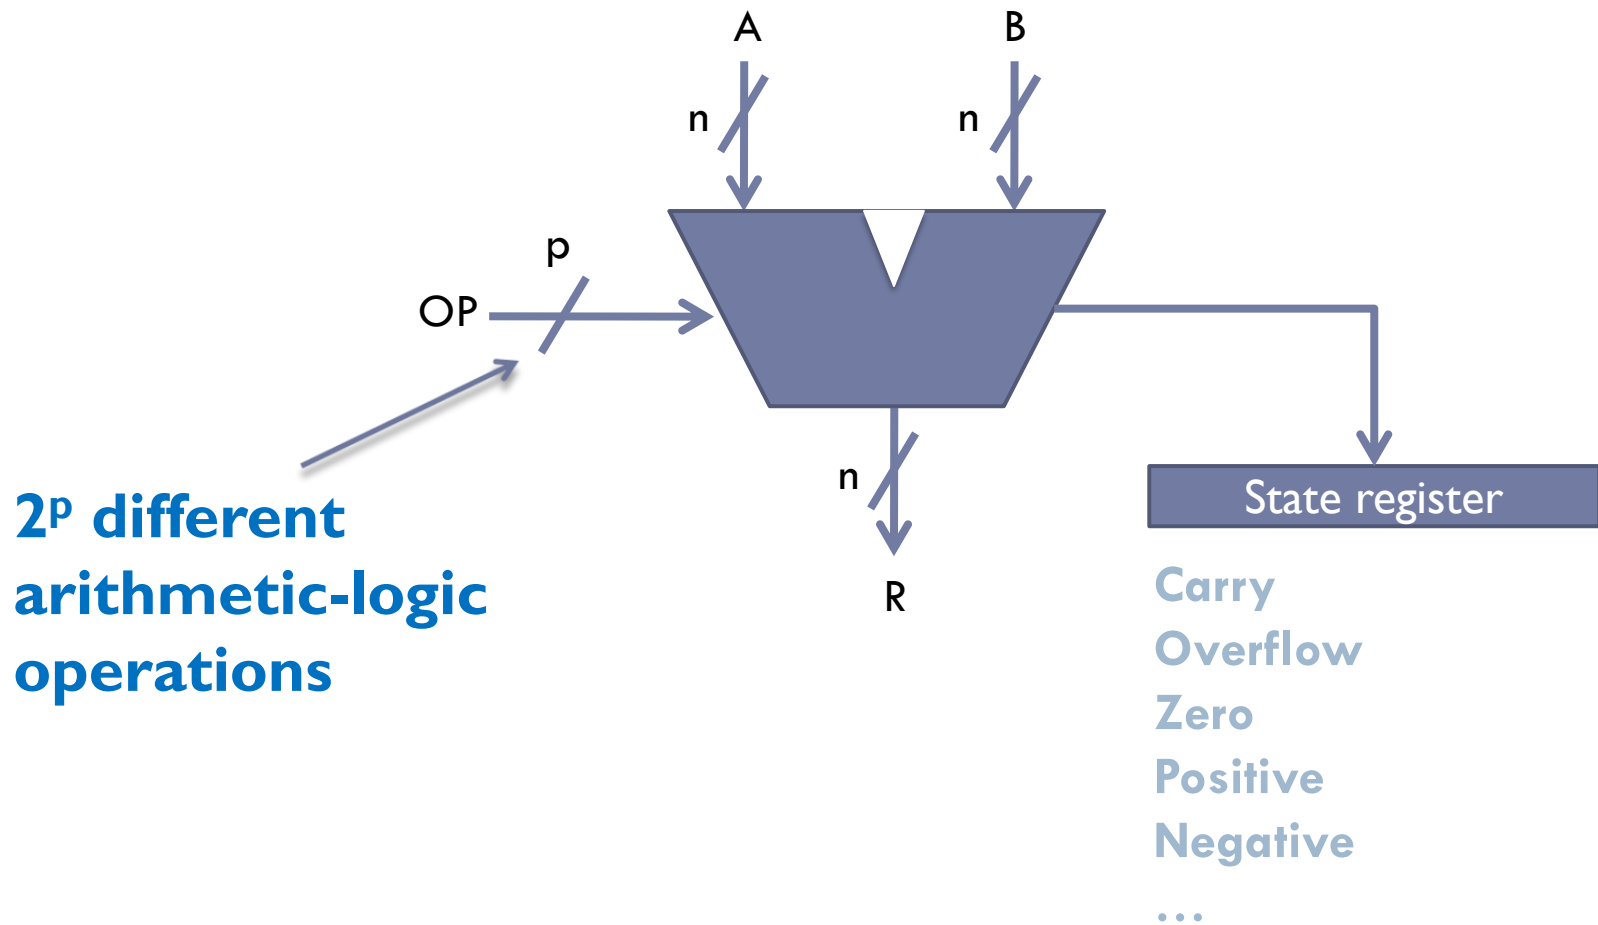 A
B
n
n
p
OP
n
State register
2ᵖ different
arithmetic-logic
operations
R
Carry
Overflow
Zero
Positive
Negative
...